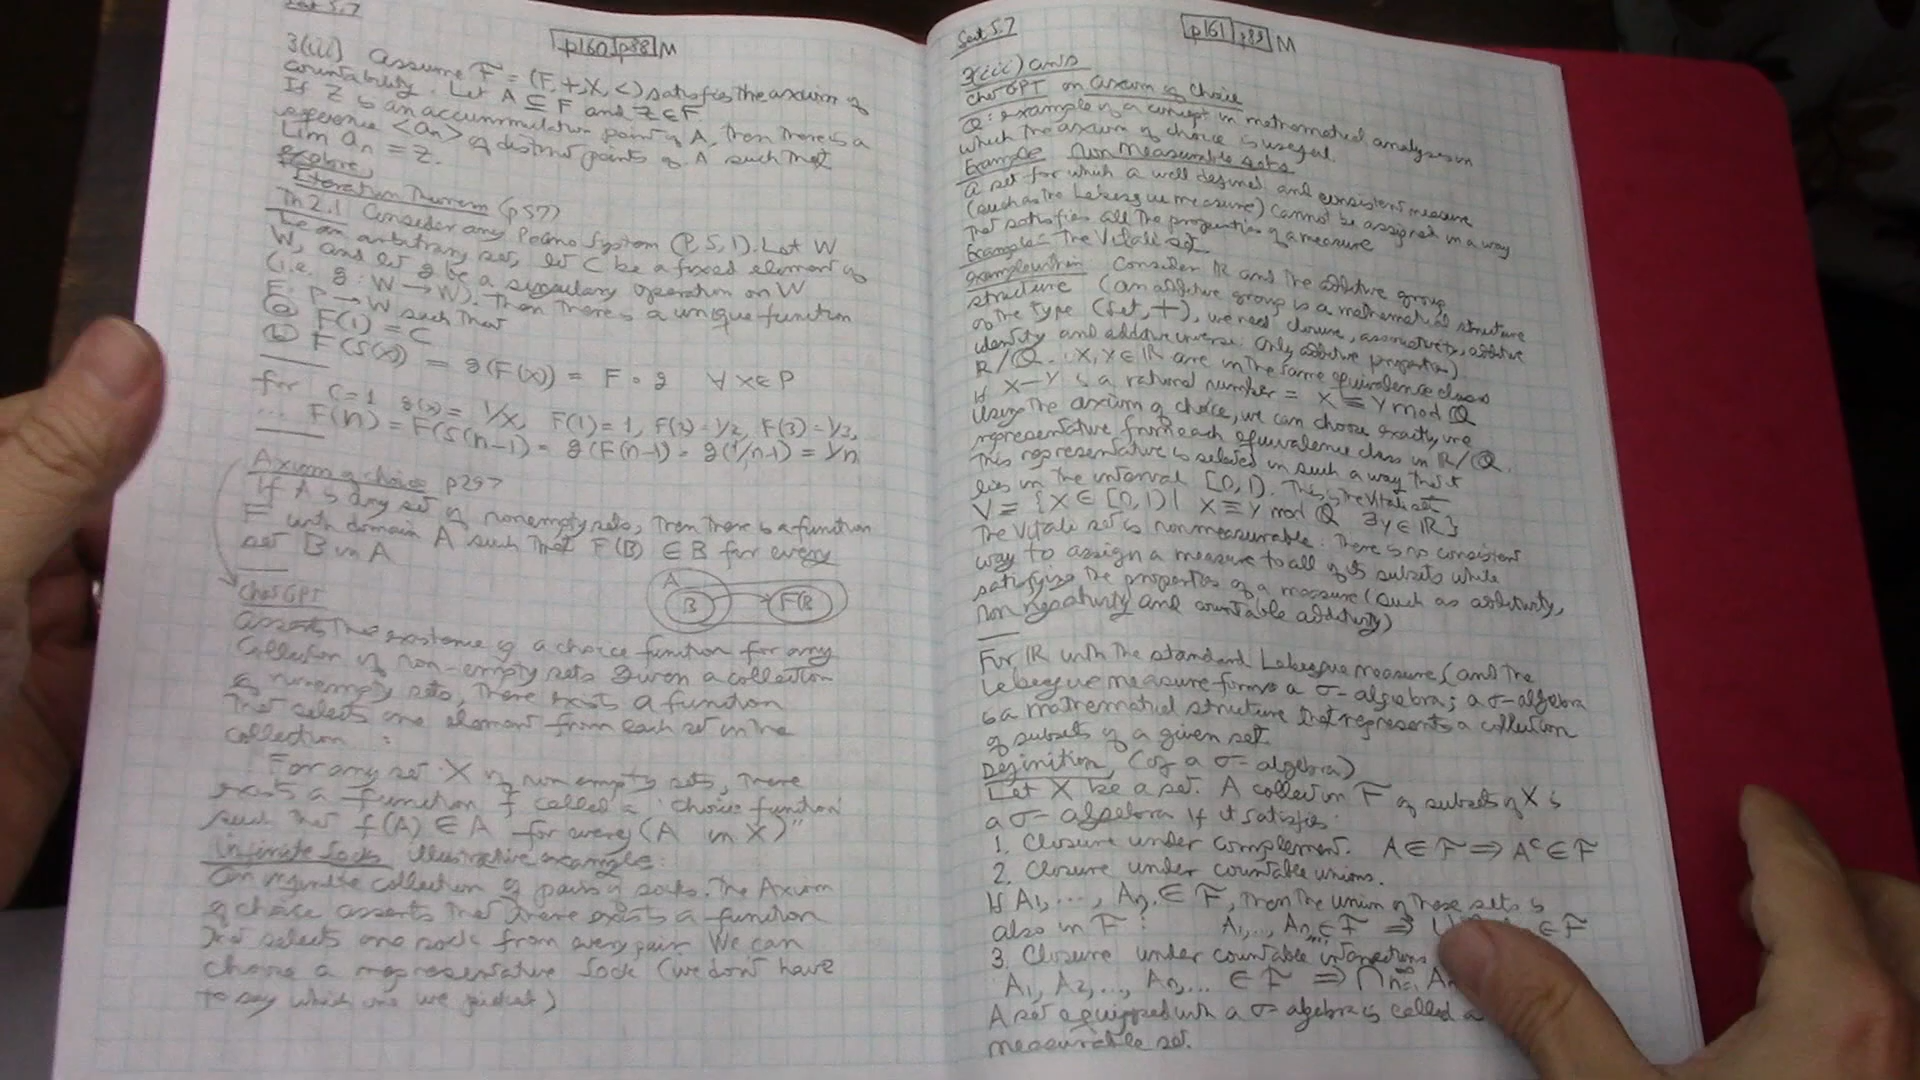 Sect 5.7
p160 p88 M
3(iii) Assume F = (F, +, X, <) satisfies the axiom of
countability. Let A ⊆ F and z ∈ F.
If z is an accummulation point of A, then there is a
sequence <an> of distinct points of A such that
Lim an = z.
explore,
Iteration Theorem (p57)
Th 2.1 Consider any Peano System (P, S, 1). Let W
be an arbitrary set, let C be a fixed element of
W, and let g be a singulary operation on W
(i.e. g: W → W). Then there is a unique function
F: P → W such that
(a) F(1) = C
(b) F(S(x)) = g(F(x)) = F ∘ g ∀ x ∈ P
for C=1 g(x) = 1/x, F(1) = 1, F(2) = 1/2, F(3) = 1/3,
... F(n) = F(S(n-1) = g(F(n-1) = g(1/n-1) = 1/n
Axiom of choice p297
If A is any set of nonempty sets, then there is a function
F with domain A such that F(B) ∈ B for every
set B in A
A
B F(B
ChatGPT
Asserts the existence of a choice function for any
collection of non-empty sets Given a collection
of nonempty sets, there exists a function
that selects one element from each set in the
collection :
For any set X of non empty sets, there
exists a function f called a 'choice function'
such that f(A) ∈ A for every (A in X)"
Infinite Socks illustrative example:
an infinite collection of pairs of socks. The Axiom
of choice asserts that there exists a function
that selects one sock from every pair. We can
choose a representative sock (we don't have
to say which one we picked)
Sect 5.7
p161 p89 M
3(iii) ans
ChatGPT on axiom of choice
Q: example of a concept in mathematical analysis in
which the axiom of choice is useful.
Example Non Measurable sets
A set for which a well defined and consistent measure
(such as the Lebesgue measure) cannot be assigned in a way
that satisfies all the properties of a measure
Example - The Vitali set.
Consider ℝ and the additive group
structure (an additive group is a mathematical structure
of the type (Set, +), we need closure, associativity, additive
identity and additive inverse. Only additive properties)
R/Q. x, y ∈ ℝ are in the same equivalence class
if x-y is a rational number = x ≡ y mod Q
Using the axiom of choice, we can choose exactly one
representative from each equivalence class in R/Q.
This representative is selected in such a way that it
lies in the interval [0,1). This is the Vitali set
V = {x ∈ [0,1) | x ≡ y mod Q ∃y ∈ ℝ}
The Vitali set is nonmeasurable: There is no consistent
way to assign a measure to all of its subsets while
satisfying the properties of a measure (such as additivity,
non negativity and countable additivity)
For ℝ with the standard Lebesgue measure (and the
Lebesgue measure forms a σ-algebra; a σ-algebra
is a mathematical structure that represents a collection
of subsets of a given set.
Definition, (of a σ-algebra)
Let X be a set. A collection F of subsets of X is
a σ-algebra if it satisfies:
1. Closure under complement. A ∈ F ⇒ Aᶜ ∈ F
2. Closure under countable unions.
If A1, ..., An, ∈ F, then the union of these sets is
also in F: A1, .., An, ... ∈ F ⇒ ∈ F
3. Closure under countable intersections
A1, A2, ..., An, ... ∈ F ⇒ ⋂ n=1 An
A set equipped with a σ-algebra is called a
measurable set.